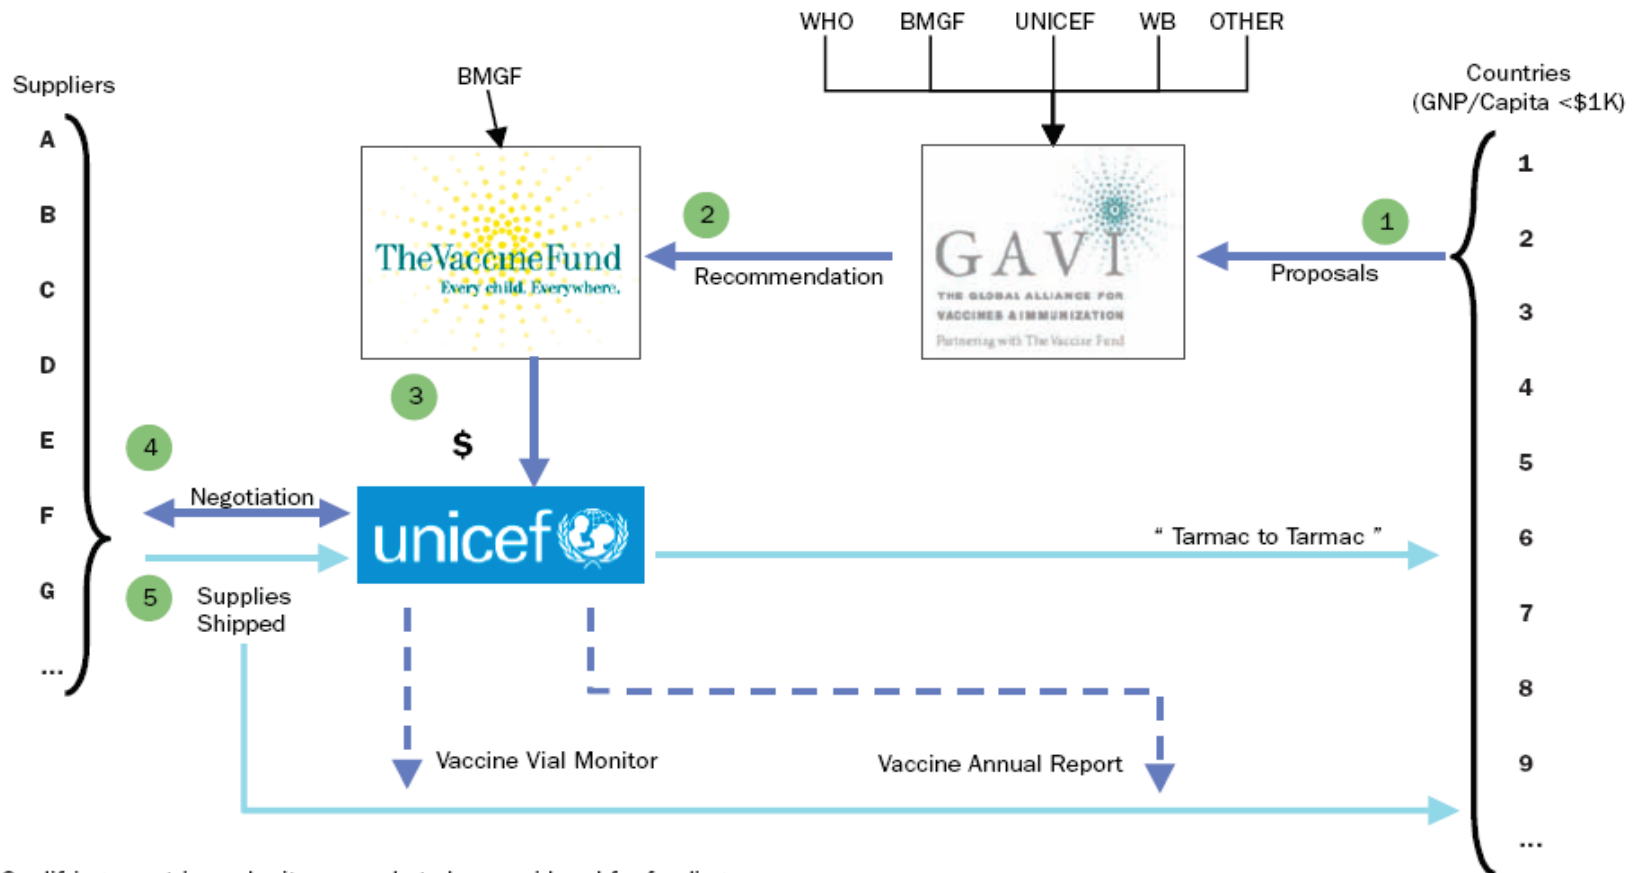 WHO BMGF UNICEF WB OTHER
BMGF
Suppliers
Countries
(GNP/Capita <$1K)
A
B
C
D
E
F
G
...
TheVaccineFund
Every child. Everywhere.
2
Recommendation
GAVI
THE GLOBAL ALLIANCE FOR
VACCINES & IMMUNIZATION
Partnering with The Vaccine Fund
1
Proposals
1
2
3
4
5
6
7
8
9
...
3
$
4
Negotiation
unicef
" Tarmac to Tarmac "
5
Supplies
Shipped
Vaccine Vial Monitor
Vaccine Annual Report